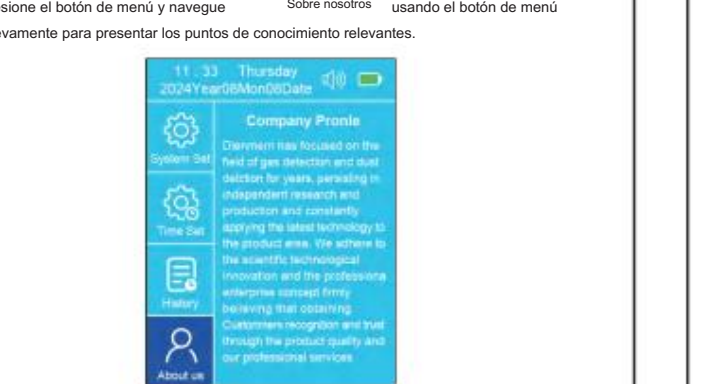 esione el botón de menú y navegue Sobre nosotros usando el botón de menú
evamente para presentar los puntos de conocimiento relevantes.
11 : 33 Thursday
2024Year08Mon08Date
System Set
Time Set
History
About us
Company Pronle
Dienmern has focused on the
field of gas detection and dust
detction for years, persisting in
independent research and
production and constantly
applying the latest technology to
the product area. We adhere to
the scientific technological
innovation and the professiona
enterprise concept firmly
believing that obtaining
Customners recognition and trust
through the product quality and
our professional services